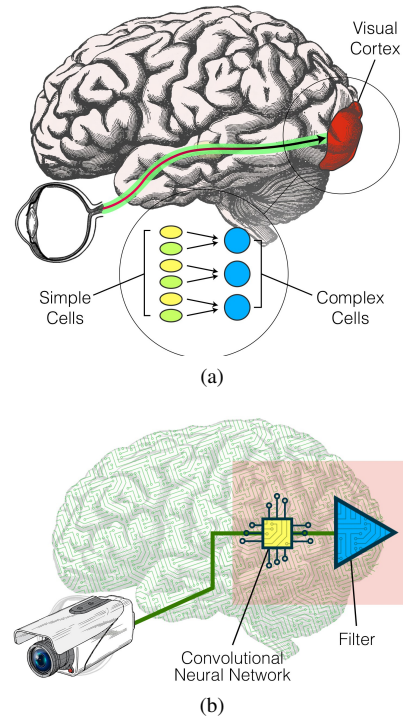 Visual
Cortex
Simple
Cells
Complex
Cells
(a)
Filter
Convolutional
Neural Network
(b)